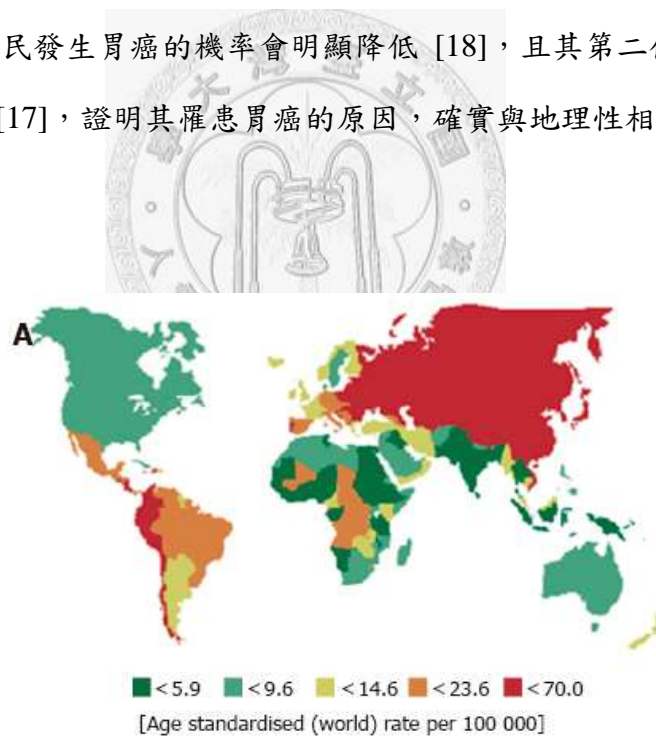 民發生胃癌的機率會明顯降低 [18]，且其第二
[17]，證明其罹患胃癌的原因，確實與地理性相
A
<5.9 <9.6 <14.6 <23.6 <70.0
[Age standardised (world) rate per 100 000]